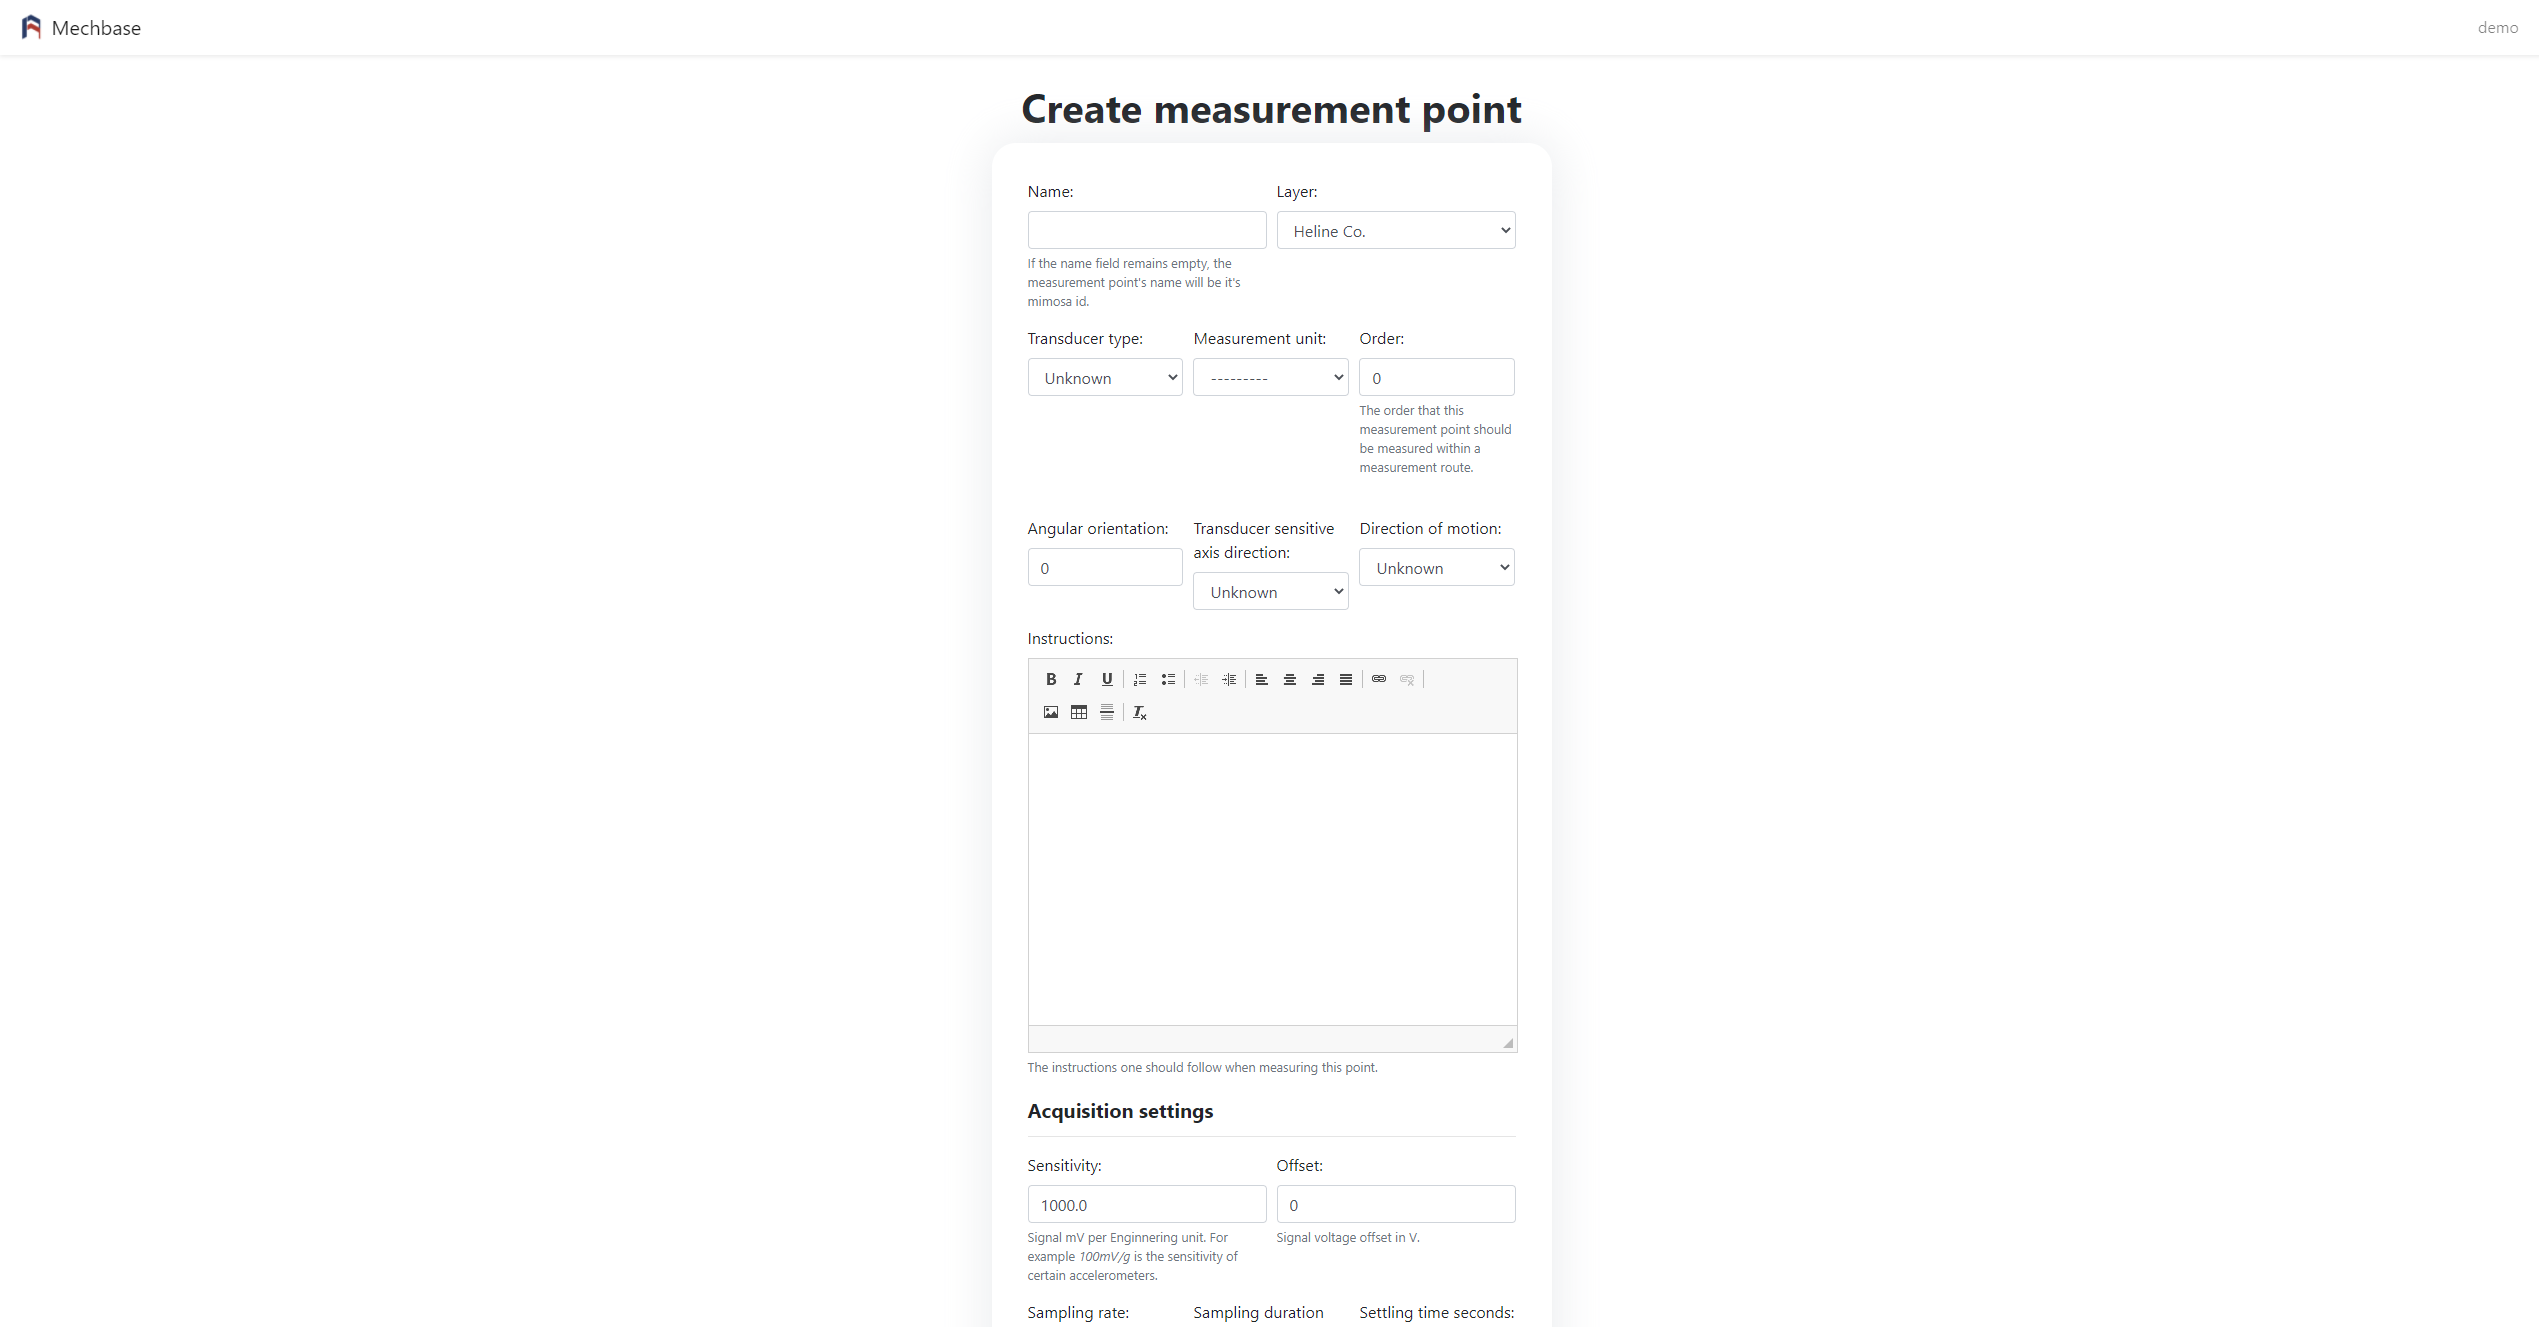 Mechbase
demo
Create measurement point
Name:
Layer:
Heline Co.
If the name field remains empty, the
measurement point's name will be it's
mimosa id.
Transducer type:
Measurement unit:
Order:
Unknown
---------
0
The order that this
measurement point should
be measured within a
measurement route.
Angular orientation:
Transducer sensitive
axis direction:
Direction of motion:
0
Unknown
Unknown
Instructions:
The instructions one should follow when measuring this point.
Acquisition settings
Sensitivity:
Offset:
1000.0
0
Signal mV per Enginnering unit. For
example 100mV/g is the sensitivity of
certain accelerometers.
Signal voltage offset in V.
Sampling rate:
Sampling duration
Settling time seconds: